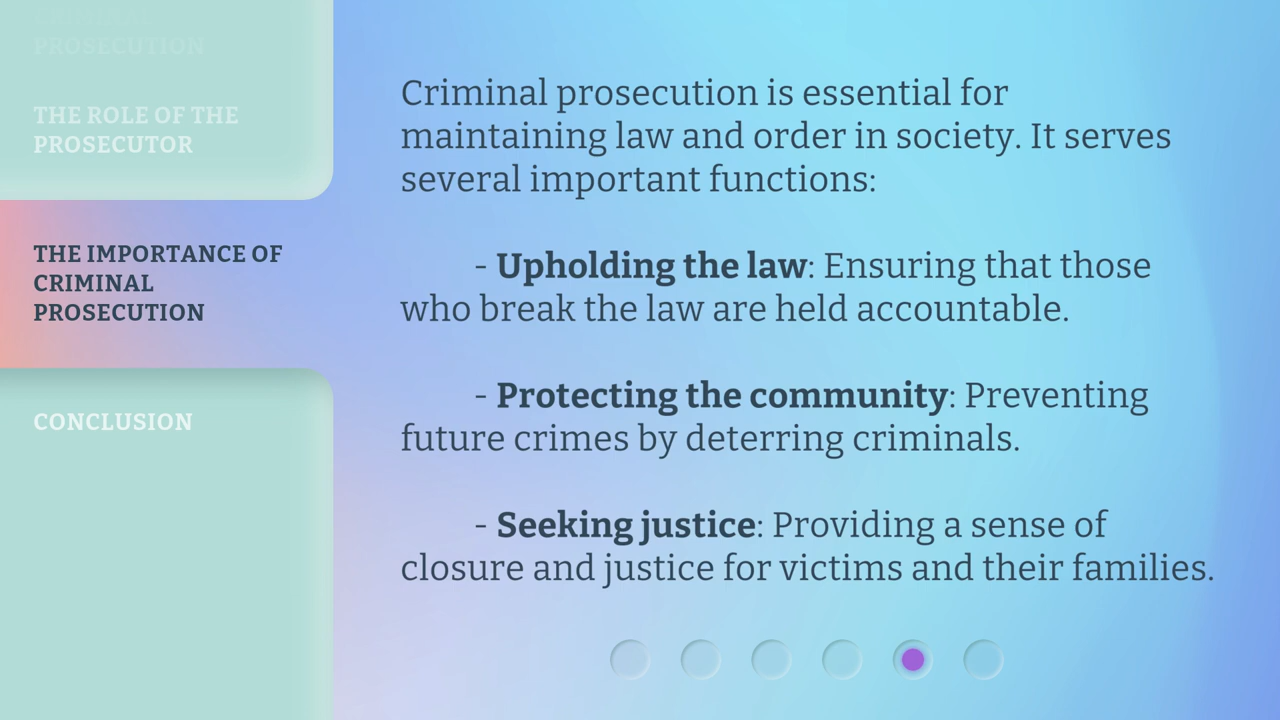 PROSECUTION
THE ROLE OF THE
PROSECUTOR
THE IMPORTANCE OF
CRIMINAL
PROSECUTION
CONCLUSION
Criminal prosecution is essential for
maintaining law and order in society. It serves
several important functions:
- Upholding the law: Ensuring that those
who break the law are held accountable.
- Protecting the community: Preventing
future crimes by deterring criminals.
- Seeking justice: Providing a sense of
closure and justice for victims and their families.